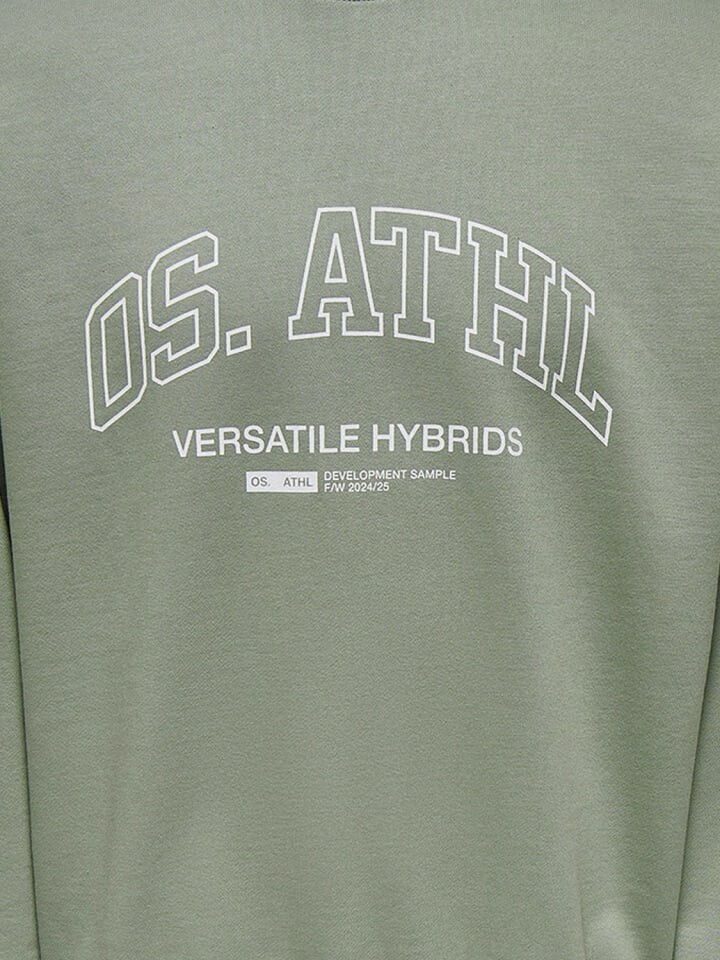 OS. ATHL
VERSATILE HYBRIDS
OS. ATHL
DEVELOPMENT SAMPLE
F/W 2024/25